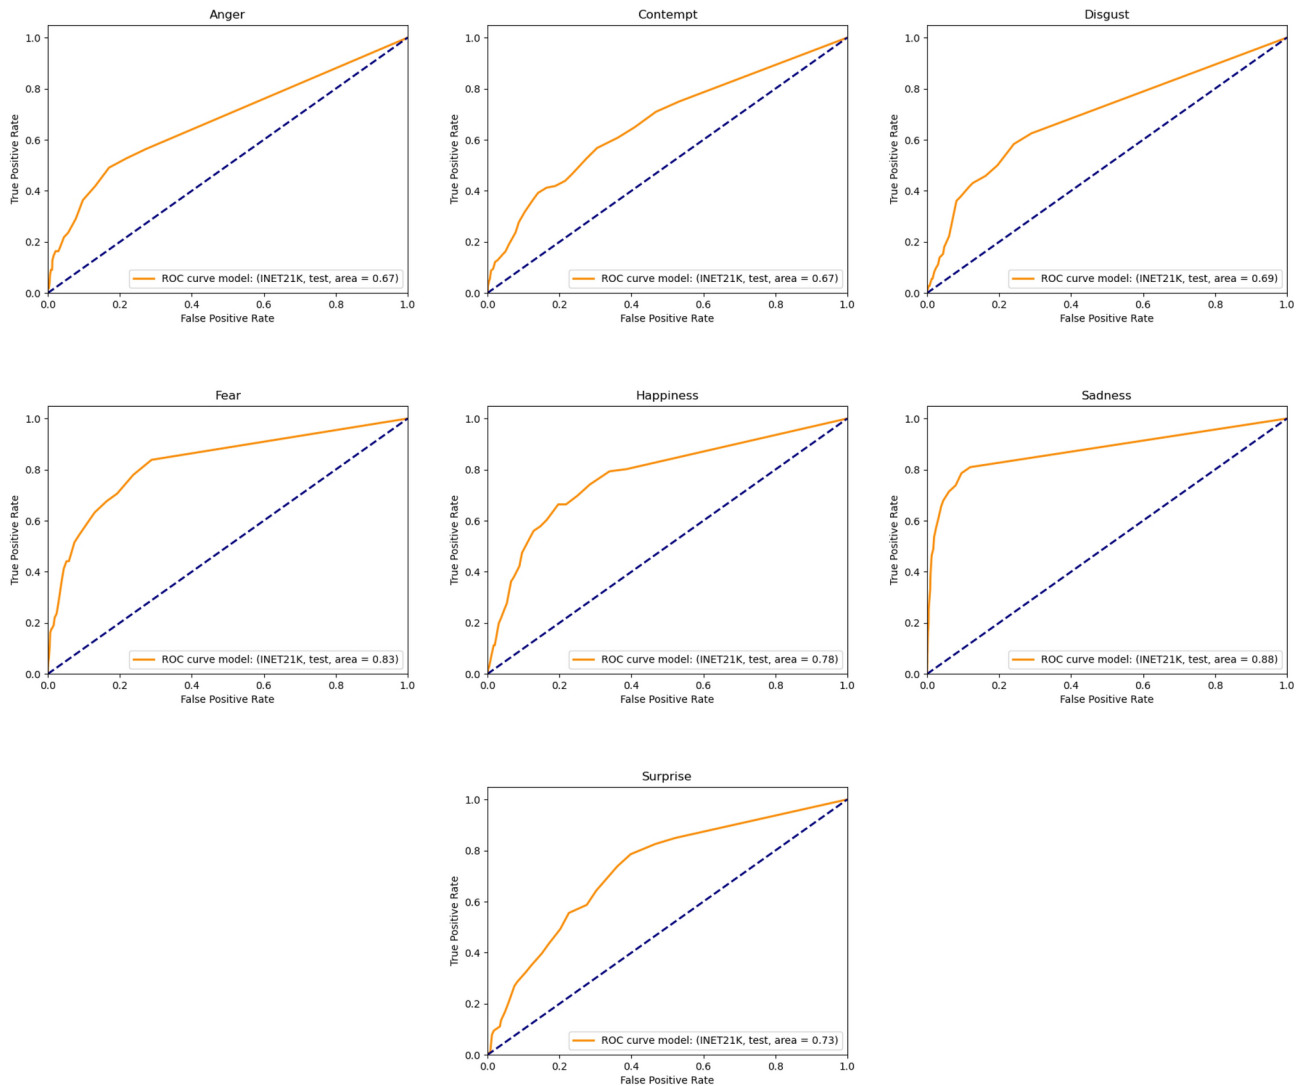 Anger
1.0
0.8
0.6
0.4
0.2
0.0
True Positive Rate
ROC curve model: (INET21K, test, area = 0.67)
0.0 0.2 0.4 0.6 0.8 1.0
False Positive Rate
Contempt
1.0
0.8
0.6
0.4
0.2
0.0
True Positive Rate
ROC curve model: (INET21K, test, area = 0.67)
0.0 0.2 0.4 0.6 0.8 1.0
False Positive Rate
Disgust
1.0
0.8
0.6
0.4
0.2
0.0
True Positive Rate
ROC curve model: (INET21K, test, area = 0.69)
0.0 0.2 0.4 0.6 0.8 1.0
False Positive Rate
Fear
1.0
0.8
0.6
0.4
0.2
0.0
True Positive Rate
ROC curve model: (INET21K, test, area = 0.83)
0.0 0.2 0.4 0.6 0.8 1.0
False Positive Rate
Happiness
1.0
0.8
0.6
0.4
0.2
0.0
True Positive Rate
ROC curve model: (INET21K, test, area = 0.78)
0.0 0.2 0.4 0.6 0.8 1.0
False Positive Rate
Sadness
1.0
0.8
0.6
0.4
0.2
0.0
True Positive Rate
ROC curve model: (INET21K, test, area = 0.88)
0.0 0.2 0.4 0.6 0.8 1.0
False Positive Rate
Surprise
1.0
0.8
0.6
0.4
0.2
0.0
True Positive Rate
ROC curve model: (INET21K, test, area = 0.73)
0.0 0.2 0.4 0.6 0.8 1.0
False Positive Rate